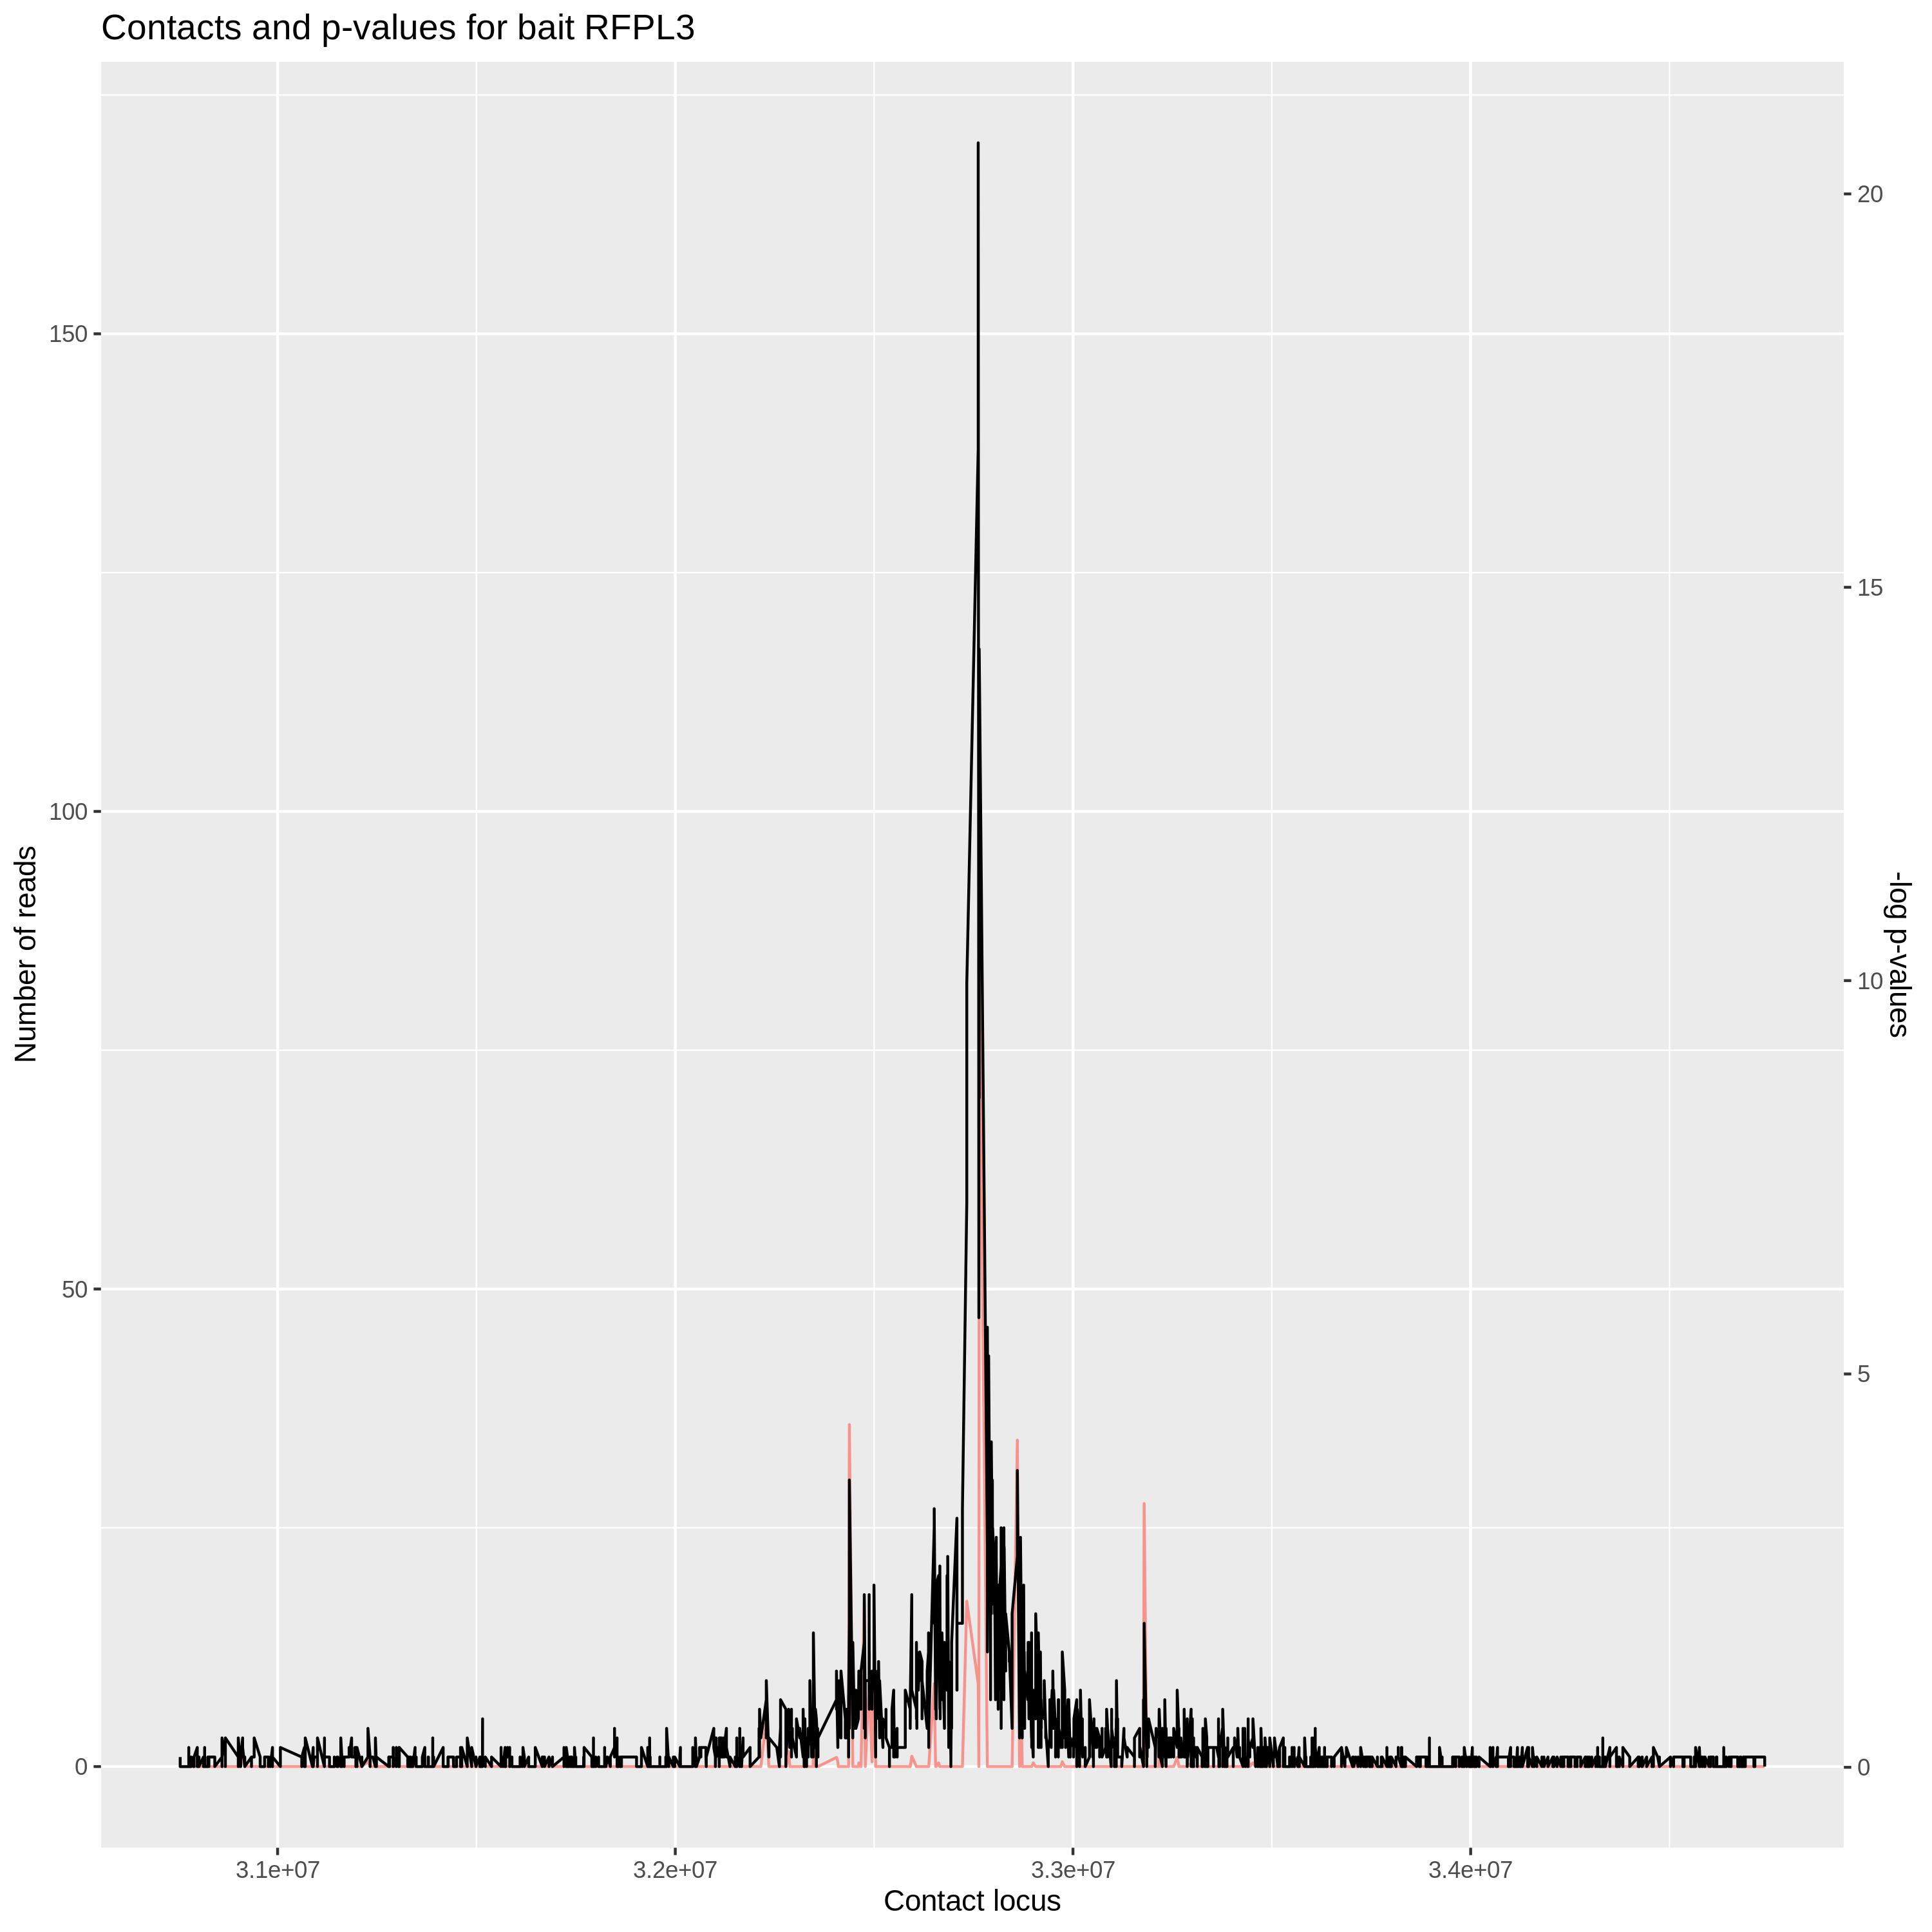 Contacts and p-values for bait RFPL3
150
100
50
0
Number of reads
20
15
10
5
0
-log p-values
3.1e+07
3.2e+07
3.3e+07
3.4e+07
Contact locus